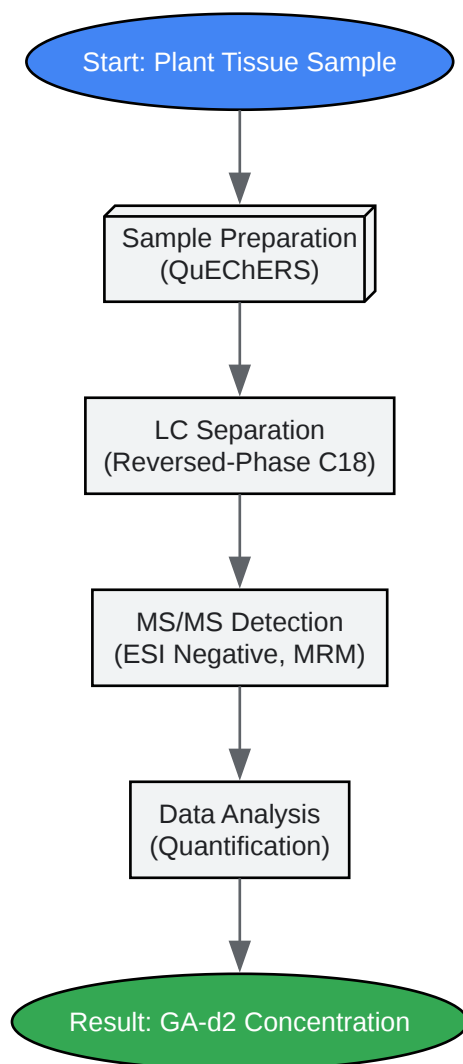 Start: Plant Tissue Sample
Sample Preparation
(QuEChERS)
LC Separation
(Reversed-Phase C18)
MS/MS Detection
(ESI Negative, MRM)
Data Analysis
(Quantification)
Result: GA-d2 Concentration